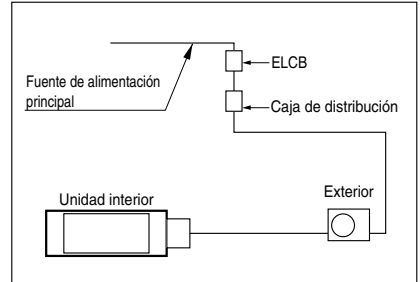 ELCB
Fuente de alimentación
principal
Caja de distribución
Unidad interior
Exterior